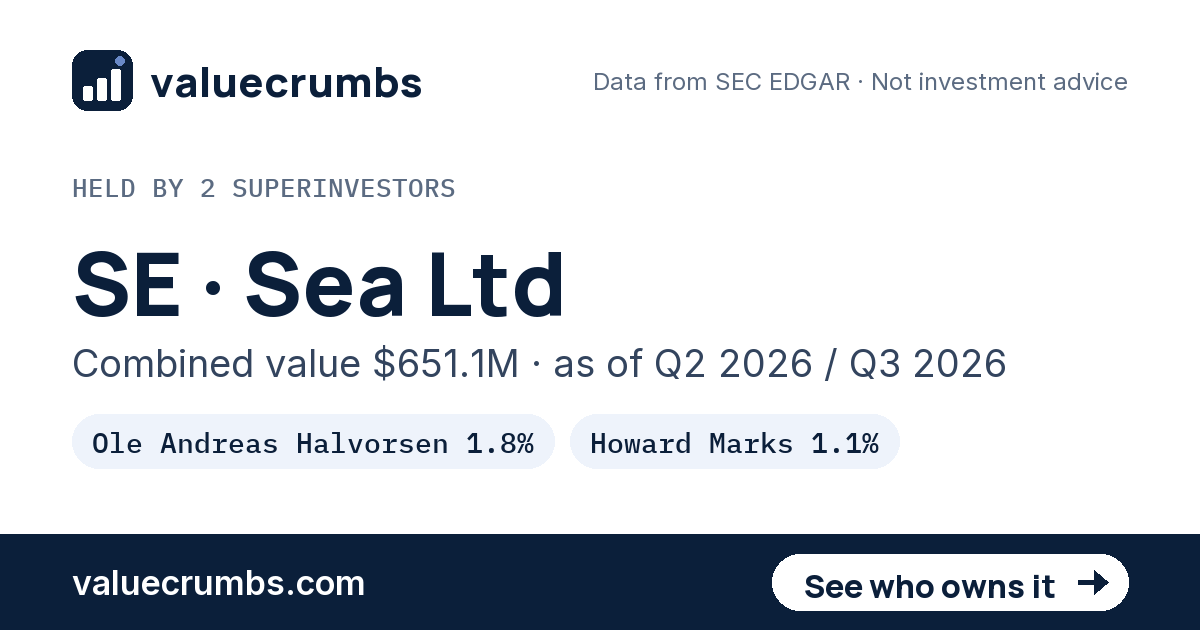 valuecrumbs
Data from SEC EDGAR · Not investment advice
HELD BY 2 SUPERINVESTORS
SE · Sea Ltd
Combined value $651.1M · as of Q2 2026 / Q3 2026
Ole Andreas Halvorsen 1.8%
Howard Marks 1.1%
valuecrumbs.com
See who owns it →